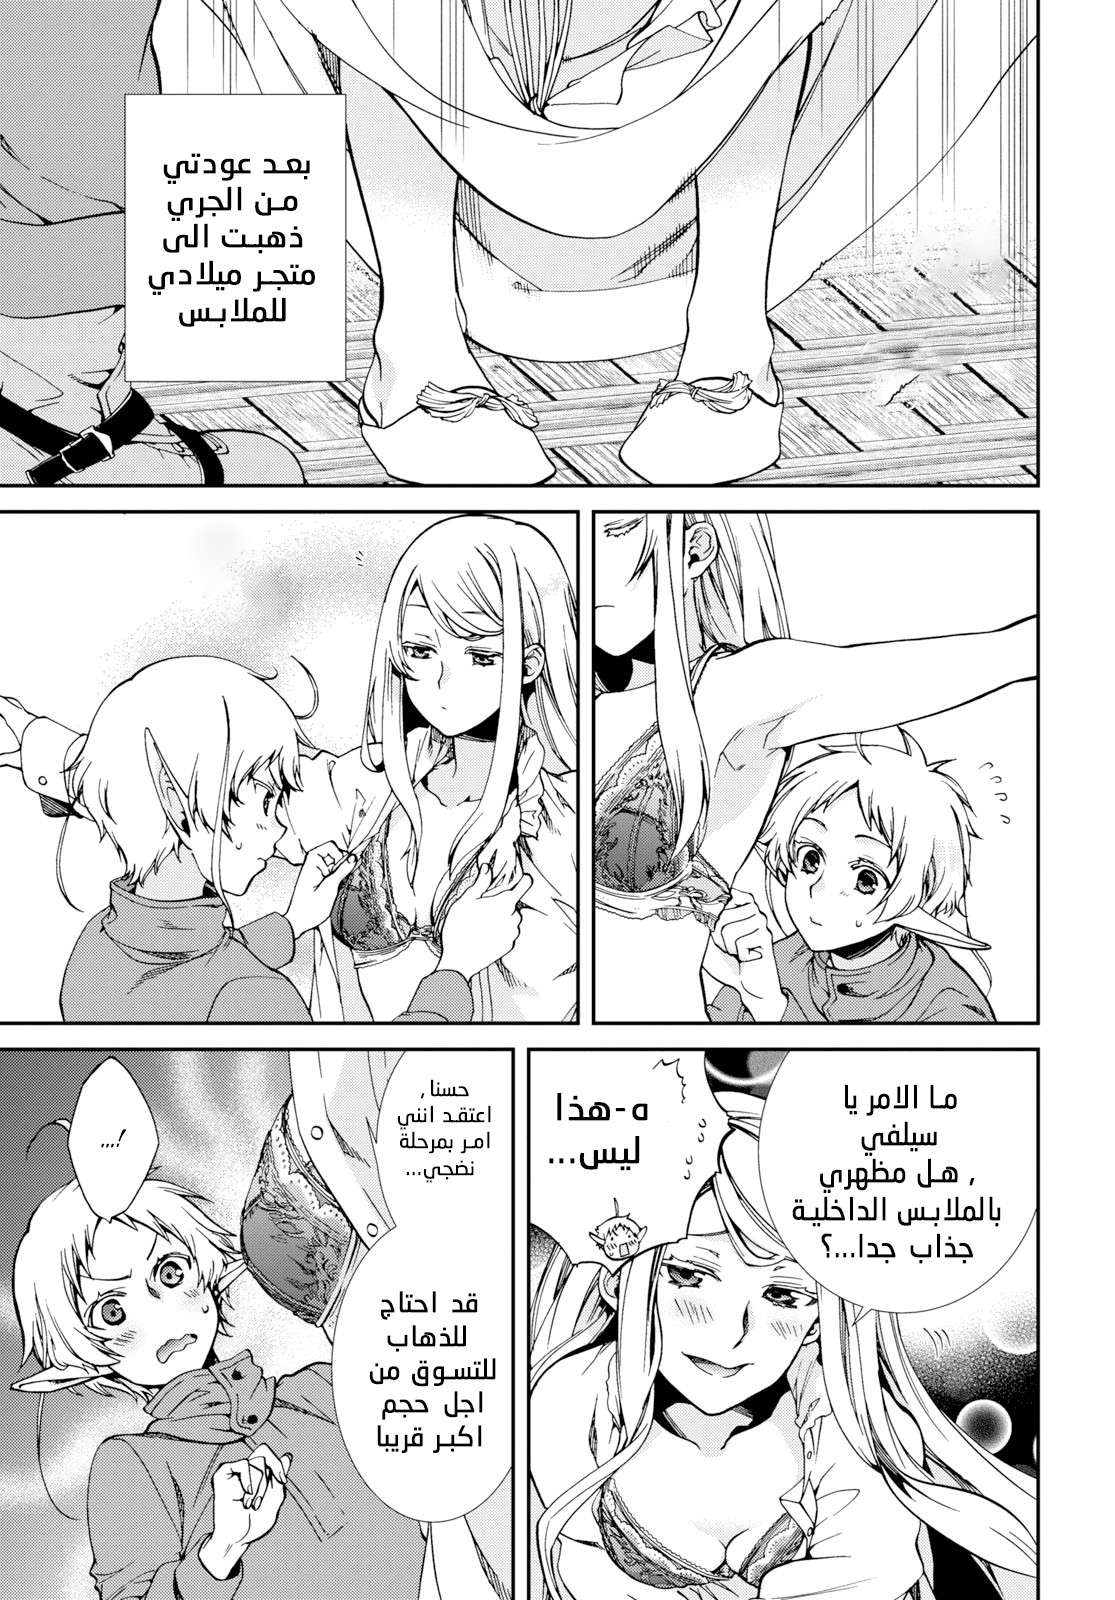 بعد عودتي
من الجري
ذهبت الى
متجر ميلادي
للملابس
ما الامر يا
سيلفي
, هل مظهري
بالملابس الداخلية
جذاب جدا...؟
ه-هذا
ليس...
حسنا ,
اعتقد انني
امر بمرحلة
نضجي...
قد احتاج
للذهاب
للتسوق من
اجل حجم
اكبر قريبا
...!